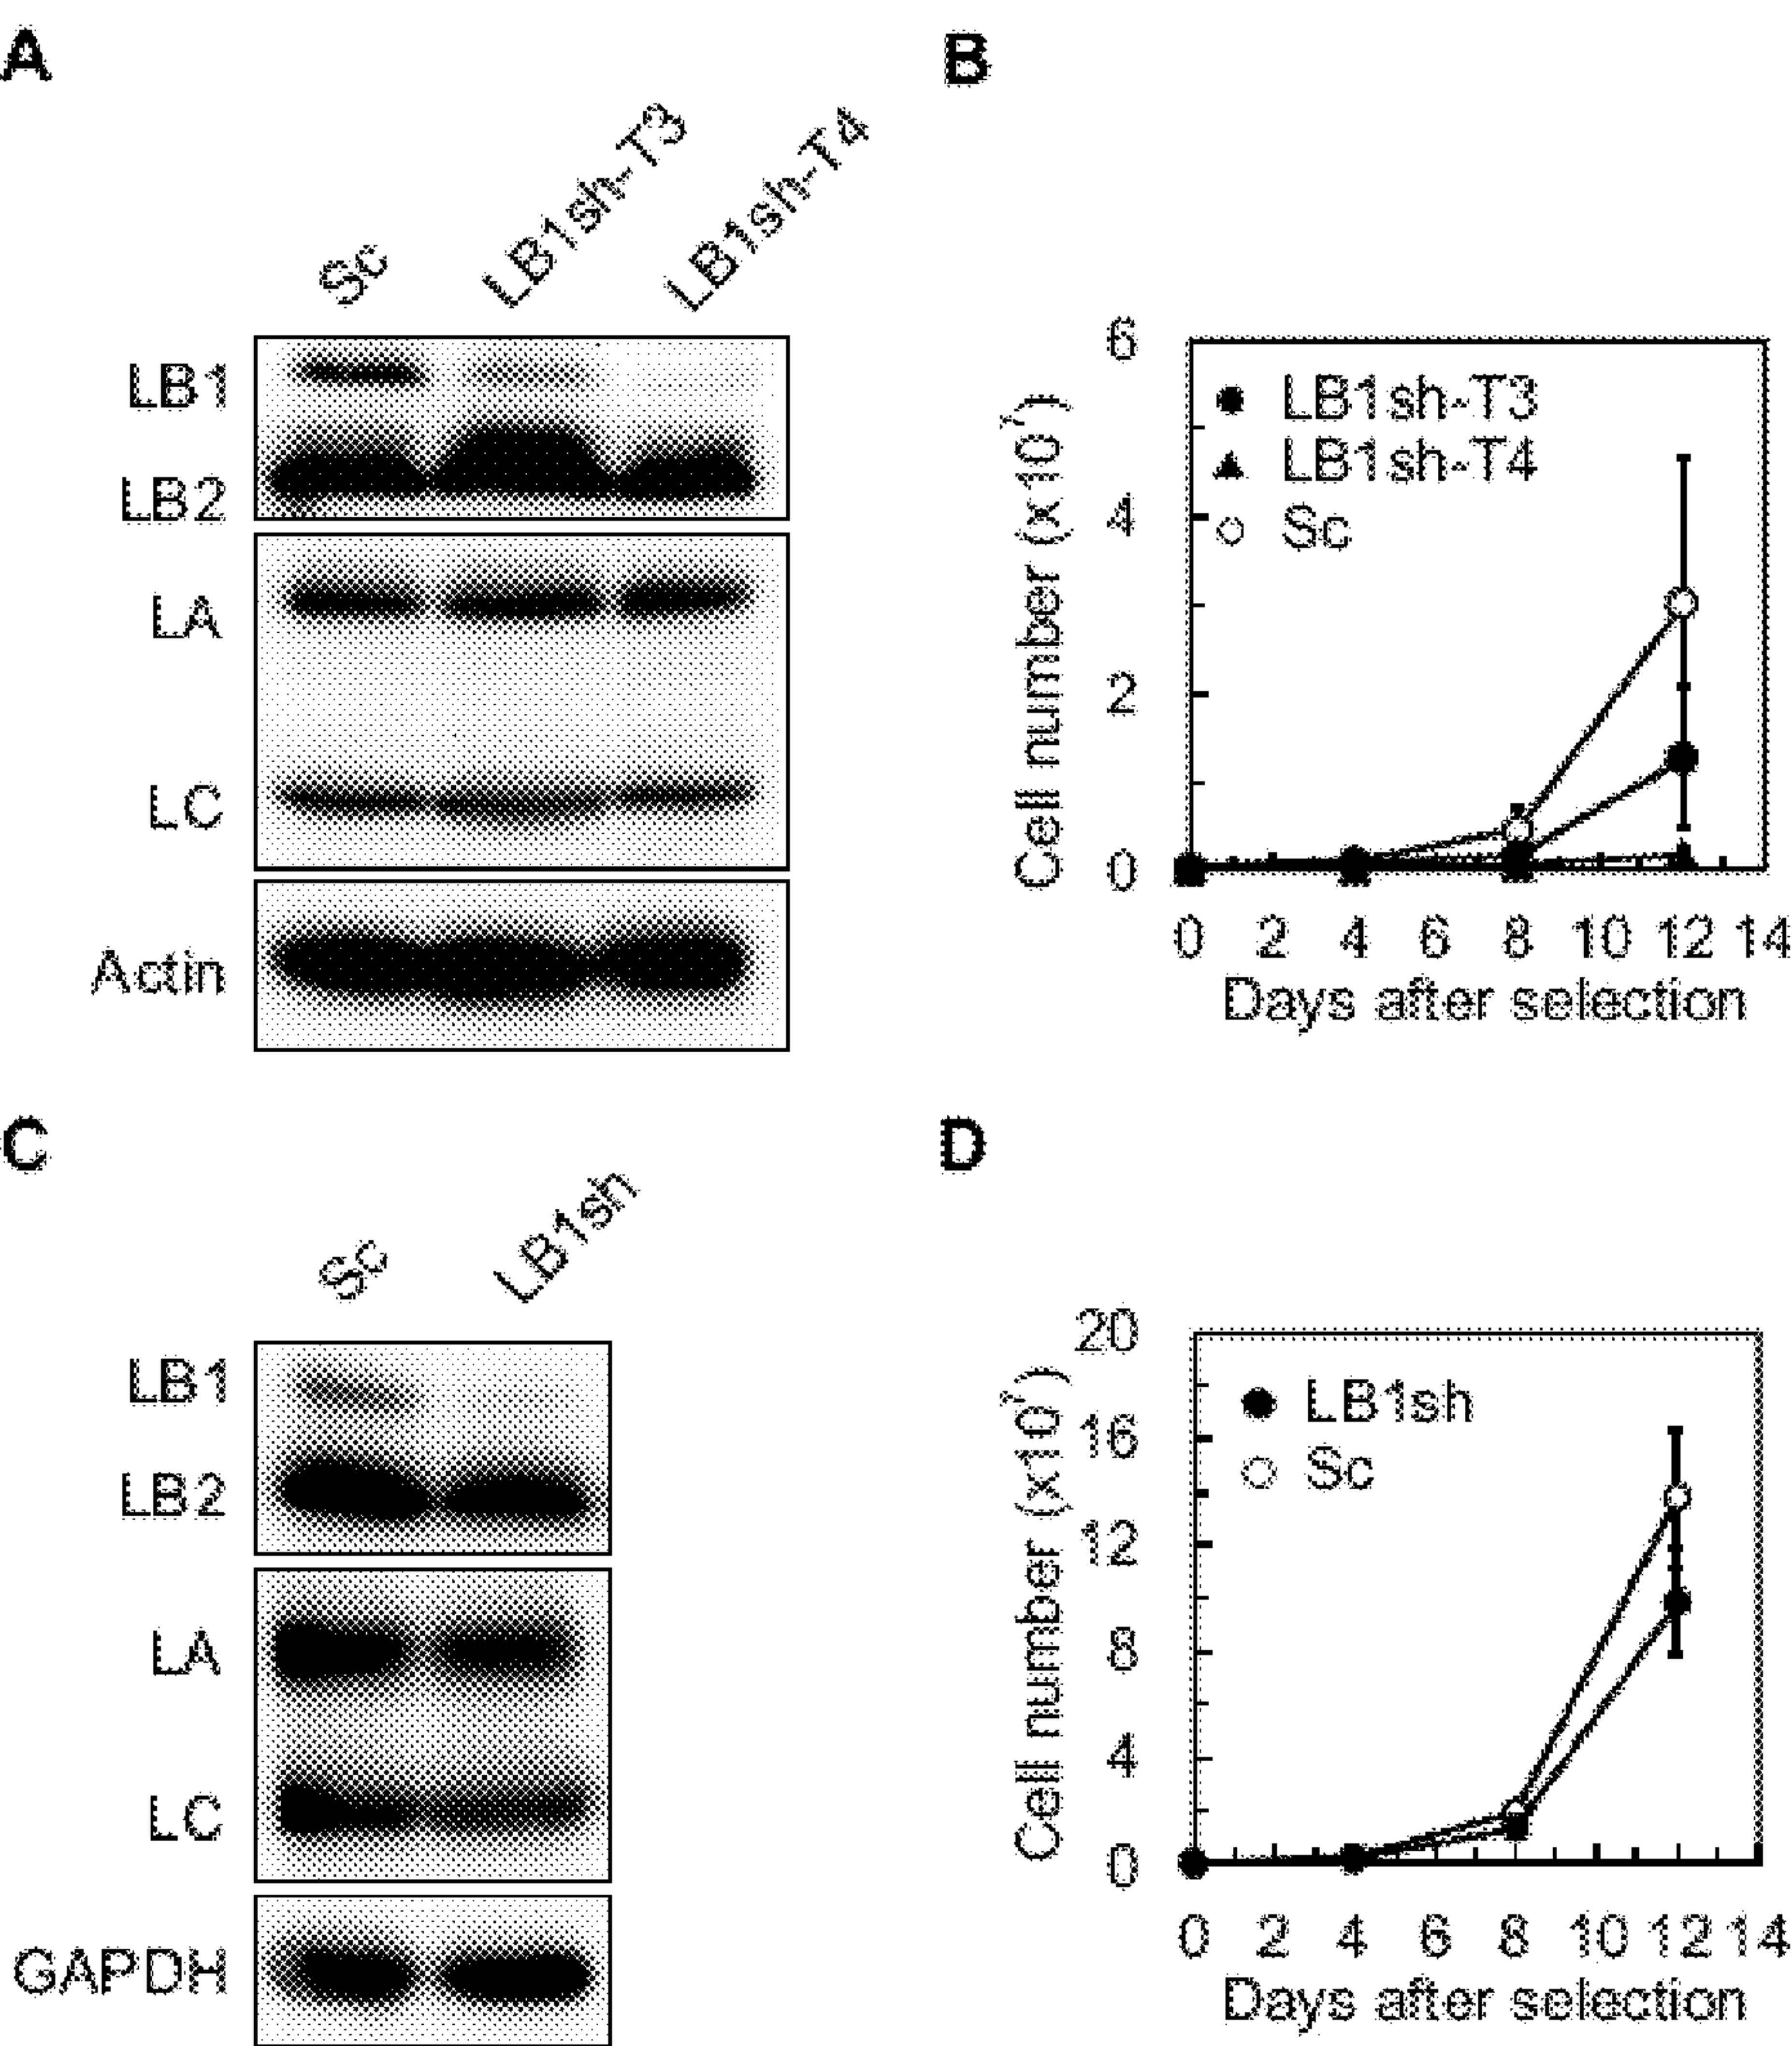 A
Sc
LB1sh-T3
LB1sh-T4
LB1
LB2
LA
LC
Actin
B
Cell number (x10⁷)
6
4
2
0
LB1sh-T3
LB1sh-T4
Sc
0 2 4 6 8 10 12 14
Days after selection
C
Sc
LB1sh
LB1
LB2
LA
LC
GAPDH
D
Cell number (x10⁷)
20
16
12
8
4
0
LB1sh
Sc
0 2 4 6 8 10 12 14
Days after selection